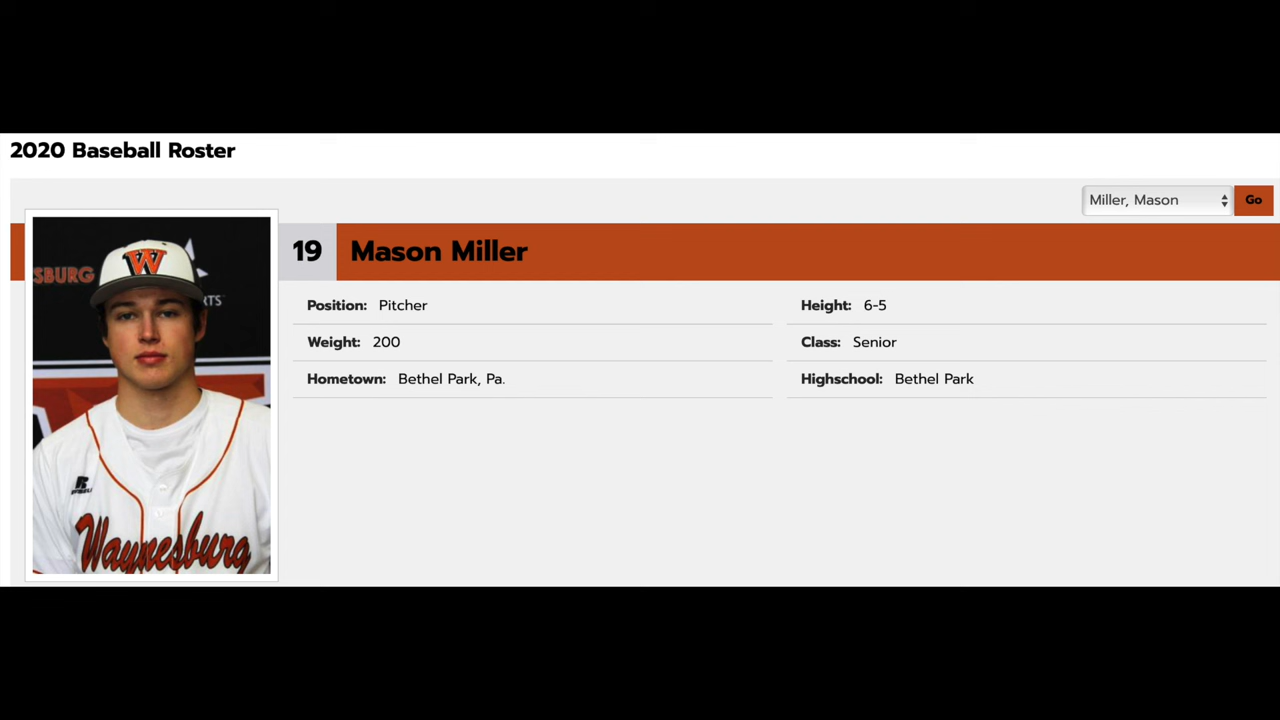 2020 Baseball Roster
Miller, Mason
Go
19 Mason Miller
Position: Pitcher
Height: 6-5
Weight: 200
Class: Senior
Hometown: Bethel Park, Pa.
Highschool: Bethel Park
W
SBURG
RTS
Waynesburg